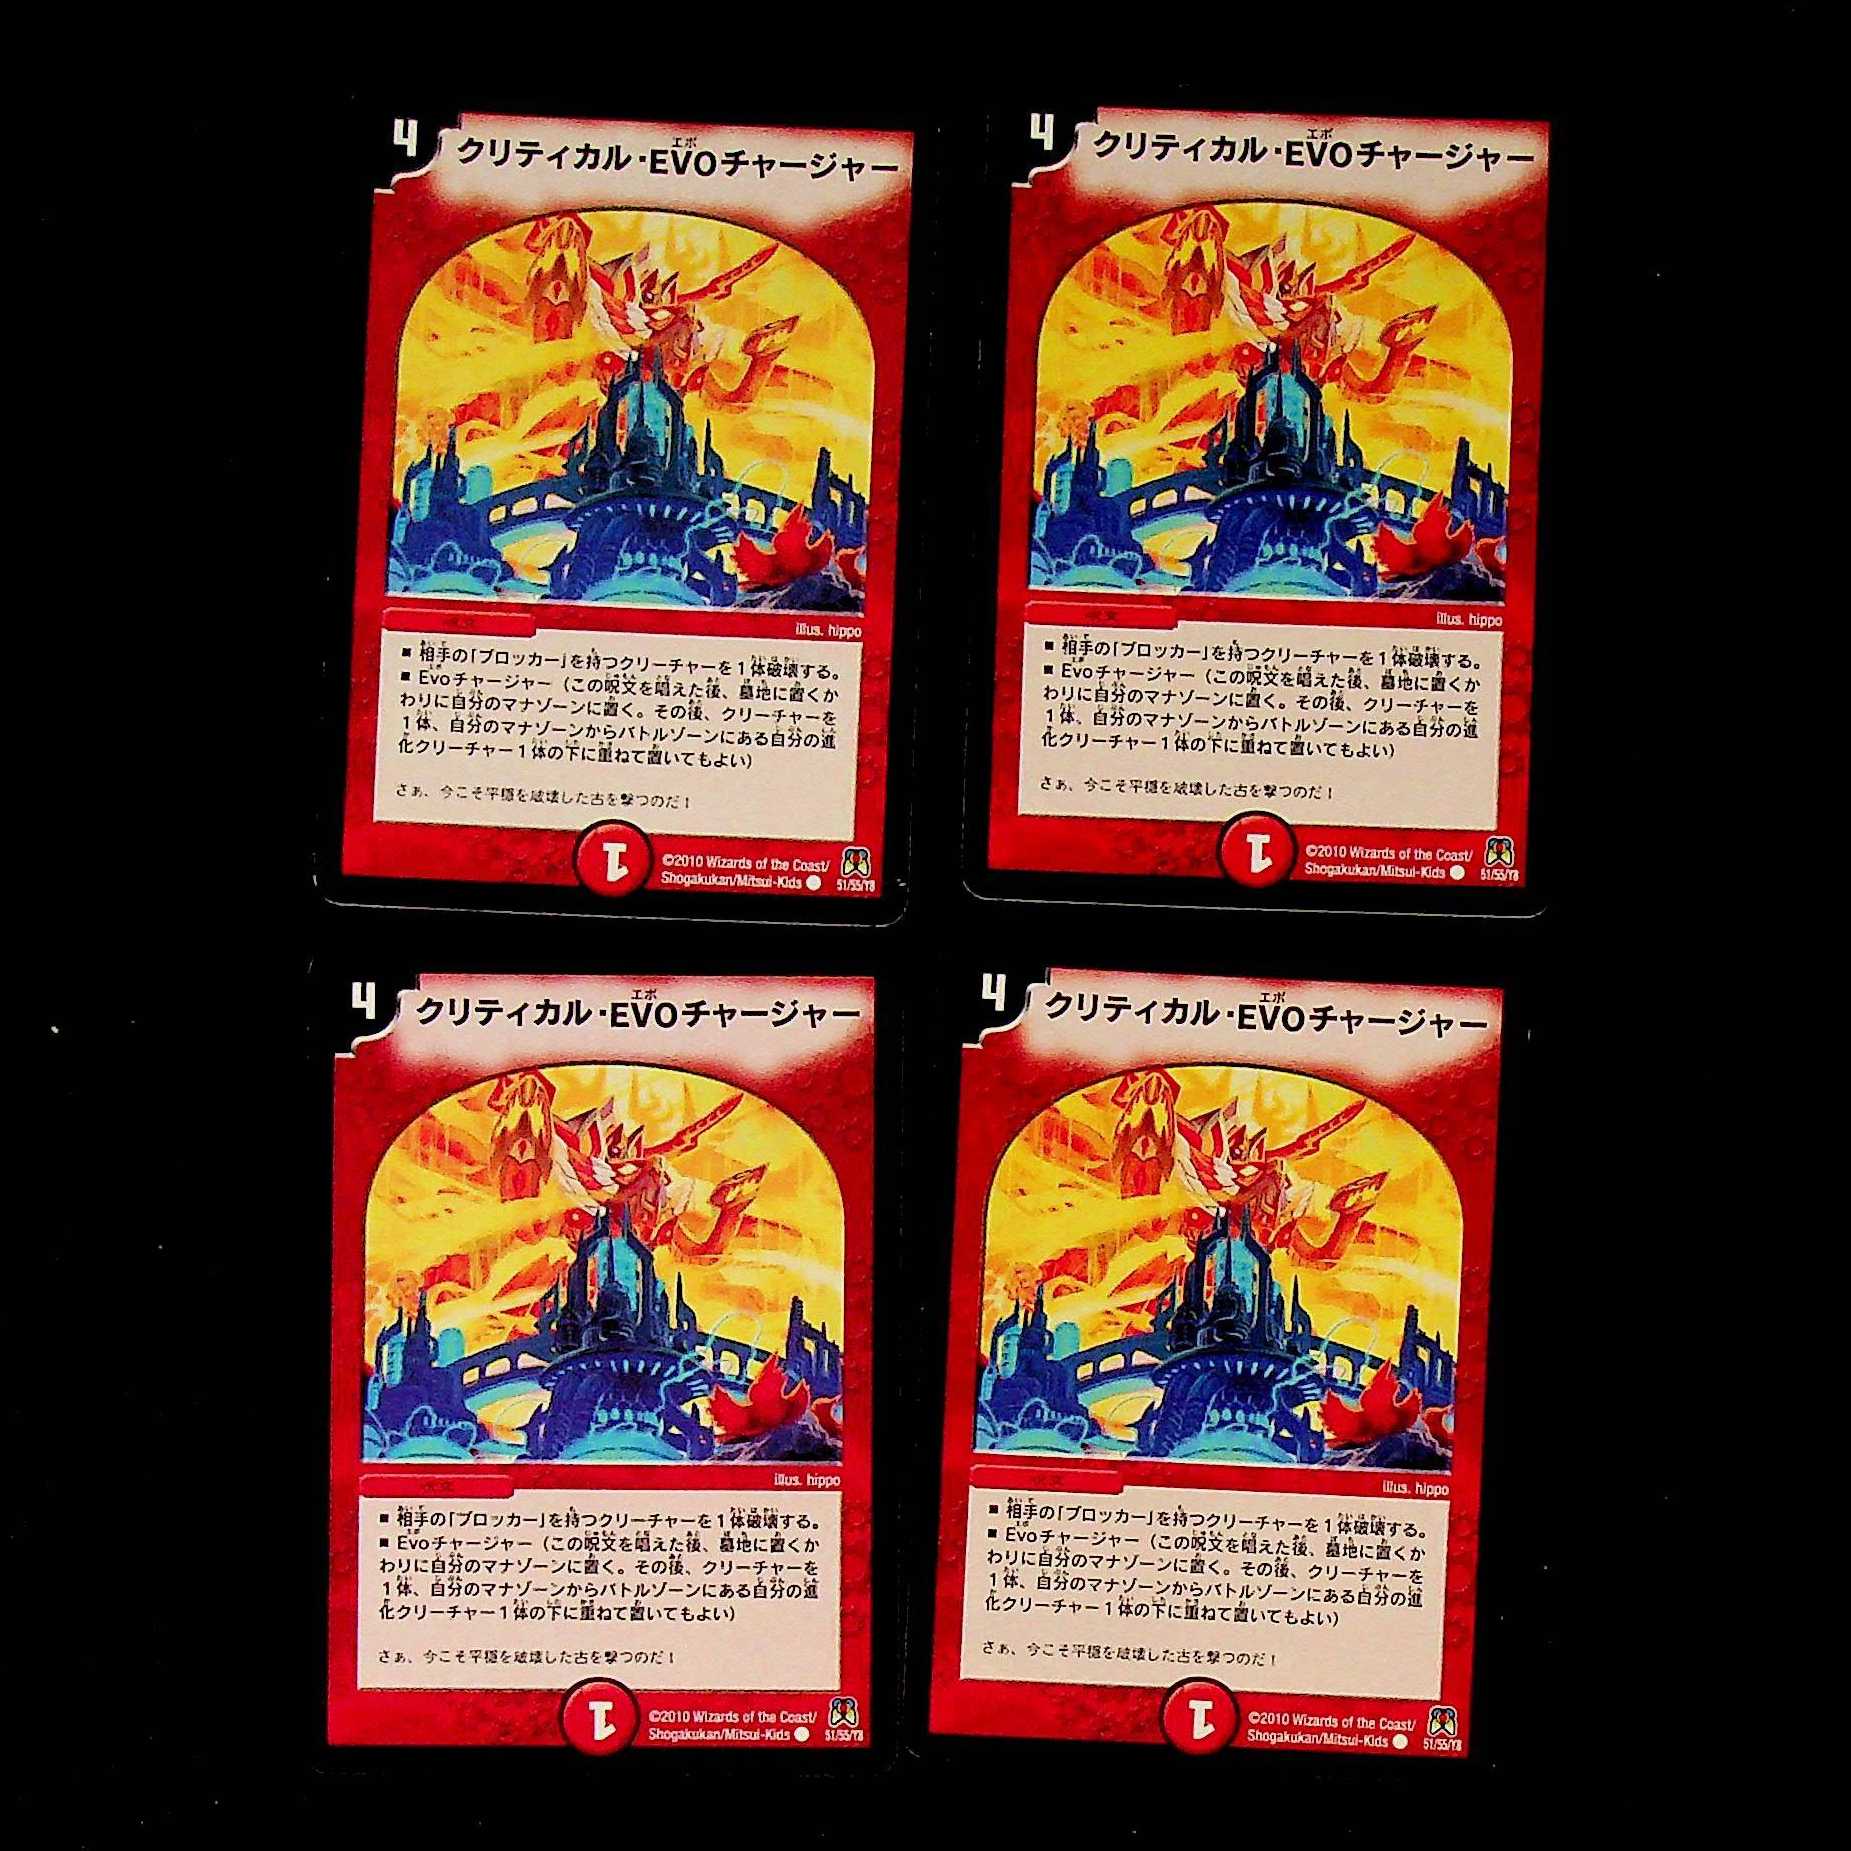 4
クリティカル・EVOチャージャー
エボ
呪文
illus. hippo
■ 相手の「ブロッカー」を持つクリーチャーを1体破壊する。
■ Evoチャージャー（この呪文を唱えた後、墓地に置くか
わりに自分のマナゾーンに置く。その後、クリーチャーを
1体、自分のマナゾーンからバトルゾーンにある自分の進
化クリーチャー1体の下に重ねて置いてもよい）
さぁ、今こそ平穏を破壊した古を撃つのだ！
1
©2010 Wizards of the Coast/
Shogakukan/Mitsui-Kids
51/55/Y8
4
クリティカル・EVOチャージャー
エボ
呪文
illus. hippo
■ 相手の「ブロッカー」を持つクリーチャーを1体破壊する。
■ Evoチャージャー（この呪文を唱えた後、墓地に置くか
わりに自分のマナゾーンに置く。その後、クリーチャーを
1体、自分のマナゾーンからバトルゾーンにある自分の進
化クリーチャー1体の下に重ねて置いてもよい）
さぁ、今こそ平穏を破壊した古を撃つのだ！
1
©2010 Wizards of the Coast/
Shogakukan/Mitsui-Kids
51/55/Y8
4
クリティカル・EVOチャージャー
エボ
呪文
illus. hippo
■ 相手の「ブロッカー」を持つクリーチャーを1体破壊する。
■ Evoチャージャー（この呪文を唱えた後、墓地に置くか
わりに自分のマナゾーンに置く。その後、クリーチャーを
1体、自分のマナゾーンからバトルゾーンにある自分の進
化クリーチャー1体の下に重ねて置いてもよい）
さぁ、今こそ平穏を破壊した古を撃つのだ！
1
©2010 Wizards of the Coast/
Shogakukan/Mitsui-Kids
51/55/Y8
4
クリティカル・EVOチャージャー
エボ
呪文
illus. hippo
■ 相手の「ブロッカー」を持つクリーチャーを1体破壊する。
■ Evoチャージャー（この呪文を唱えた後、墓地に置くか
わりに自分のマナゾーンに置く。その後、クリーチャーを
1体、自分のマナゾーンからバトルゾーンにある自分の進
化クリーチャー1体の下に重ねて置いてもよい）
さぁ、今こそ平穏を破壊した古を撃つのだ！
1
©2010 Wizards of the Coast/
Shogakukan/Mitsui-Kids
51/55/Y8